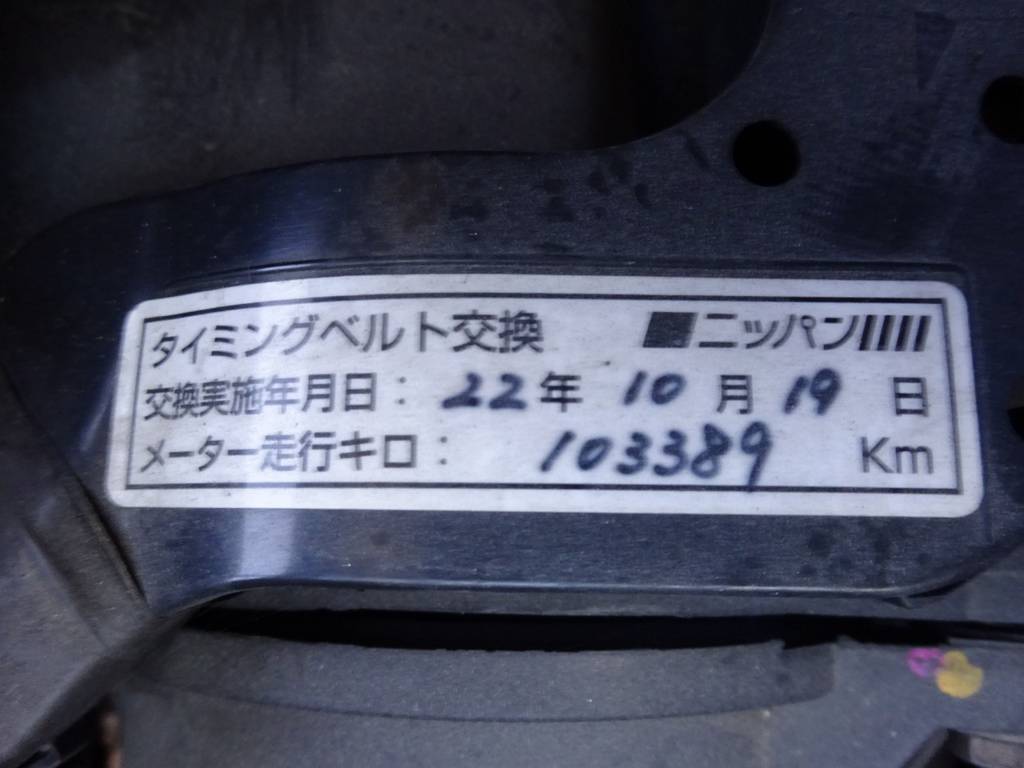 タイミングベルト交換 ニッパン
交換実施年月日：22年 10月 19日
メーター走行キロ：103389 Km